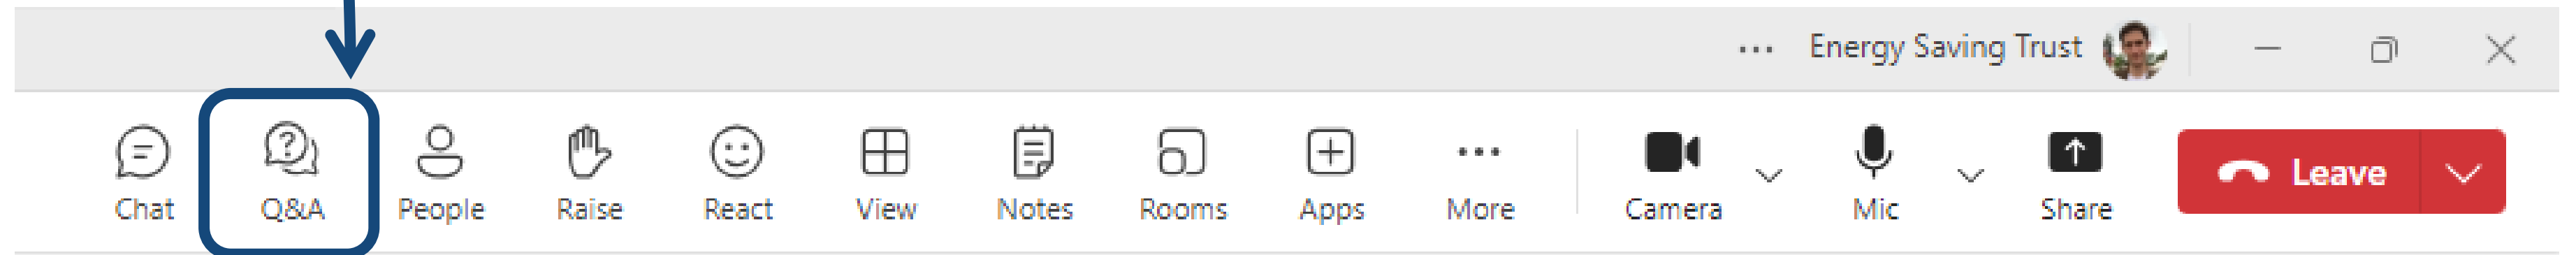 Energy Saving Trust
Chat Q&A People Raise React View Notes Rooms Apps More Camera Mic Share Leave